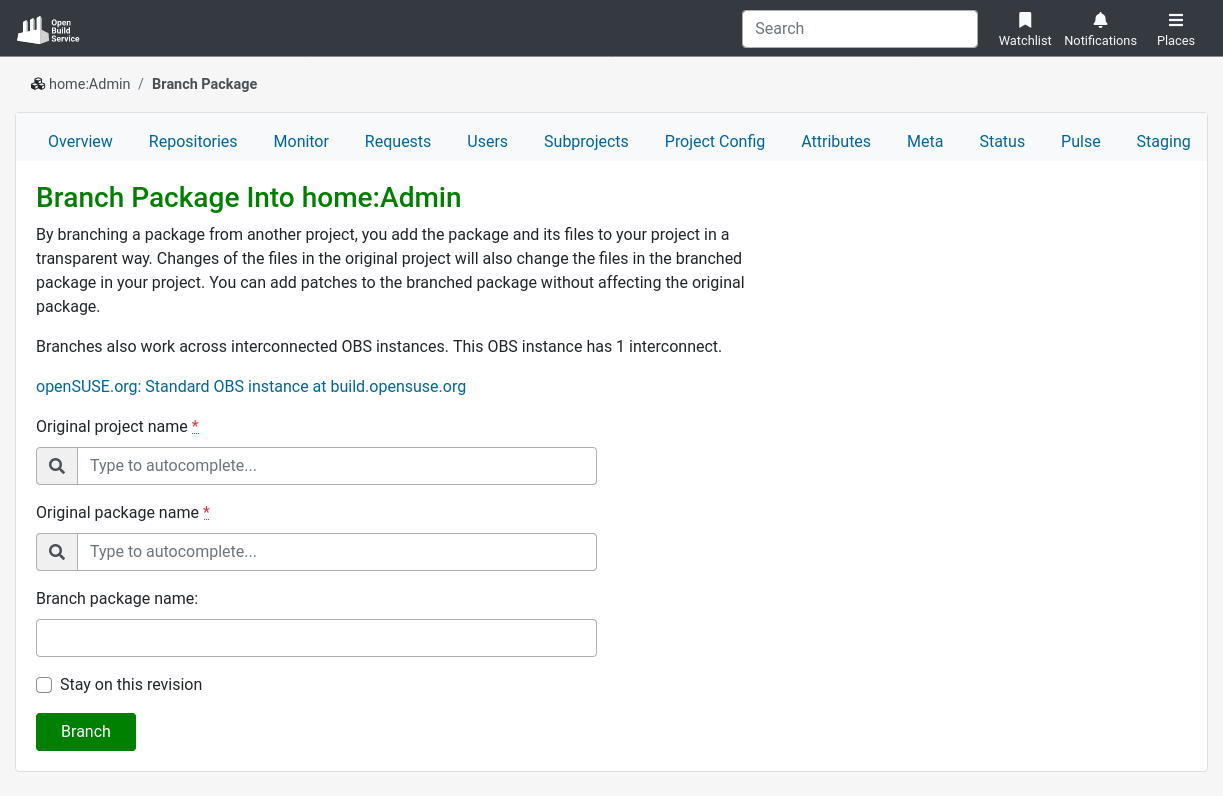 Open
Build
Service
Search
Watchlist
Notifications
Places
home:Admin / Branch Package
Overview Repositories Monitor Requests Users Subprojects Project Config Attributes Meta Status Pulse Staging
Branch Package Into home:Admin
By branching a package from another project, you add the package and its files to your project in a
transparent way. Changes of the files in the original project will also change the files in the branched
package in your project. You can add patches to the branched package without affecting the original
package.
Branches also work across interconnected OBS instances. This OBS instance has 1 interconnect.
openSUSE.org: Standard OBS instance at build.opensuse.org
Original project name *
Type to autocomplete...
Original package name *
Type to autocomplete...
Branch package name:
Stay on this revision
Branch